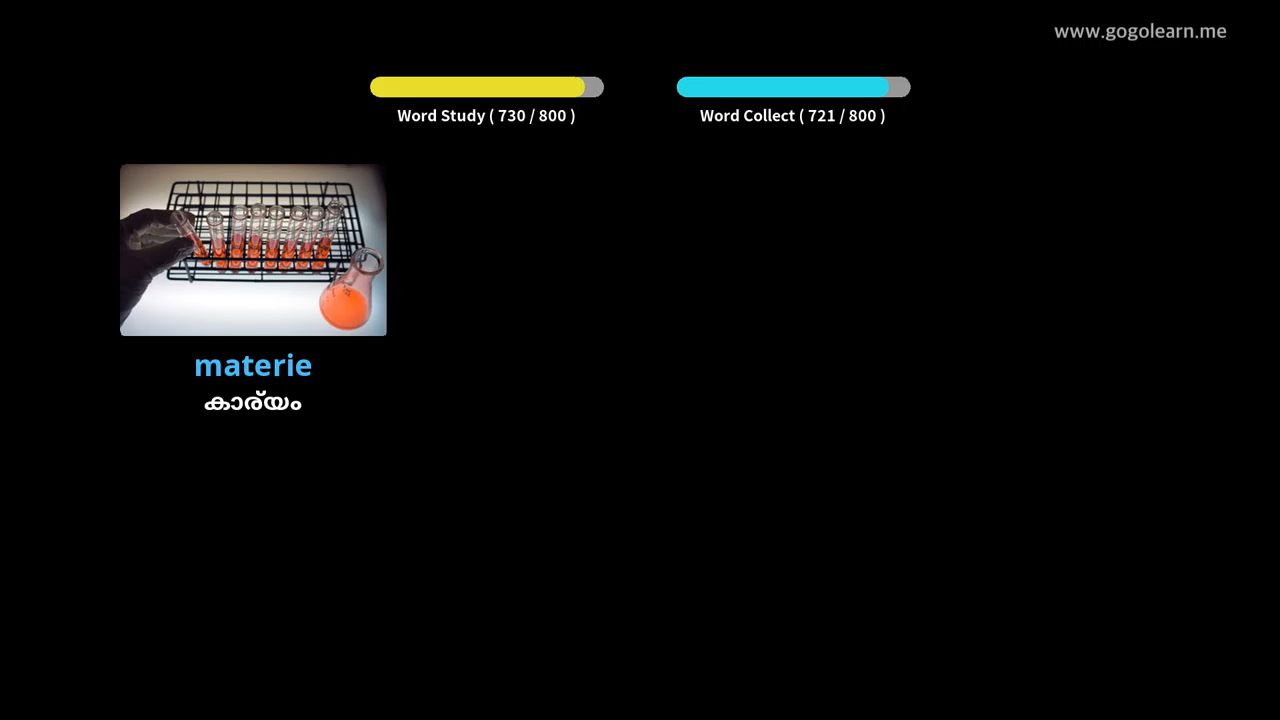 www.gogolearn.me
Word Study ( 730 / 800 )
Word Collect ( 721 / 800 )
materie
കാര്യം